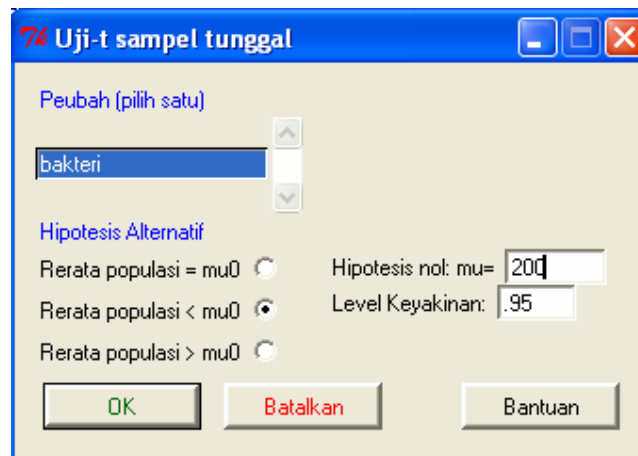 Uji-t sampel tunggal
Peubah (pilih satu)
bakteri
Hipotesis Alternatif
Rerata populasi = mu0
Hipotesis nol: mu= 200
Rerata populasi < mu0
Level Keyakinan: .95
Rerata populasi > mu0
OK Batalkan Bantuan